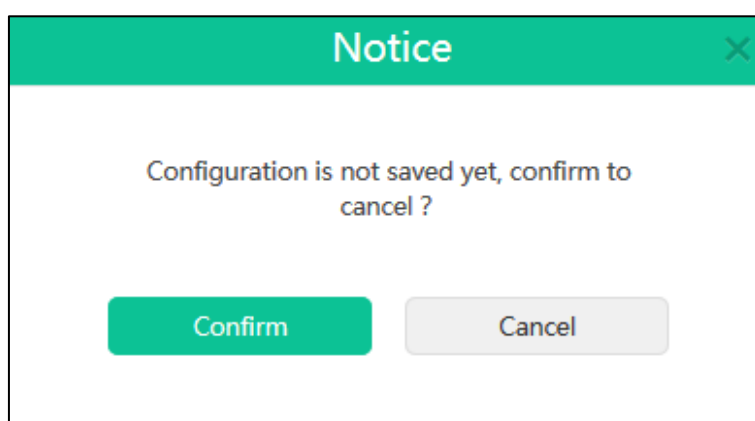 Notice
Configuration is not saved yet, confirm to
cancel ?
Confirm
Cancel